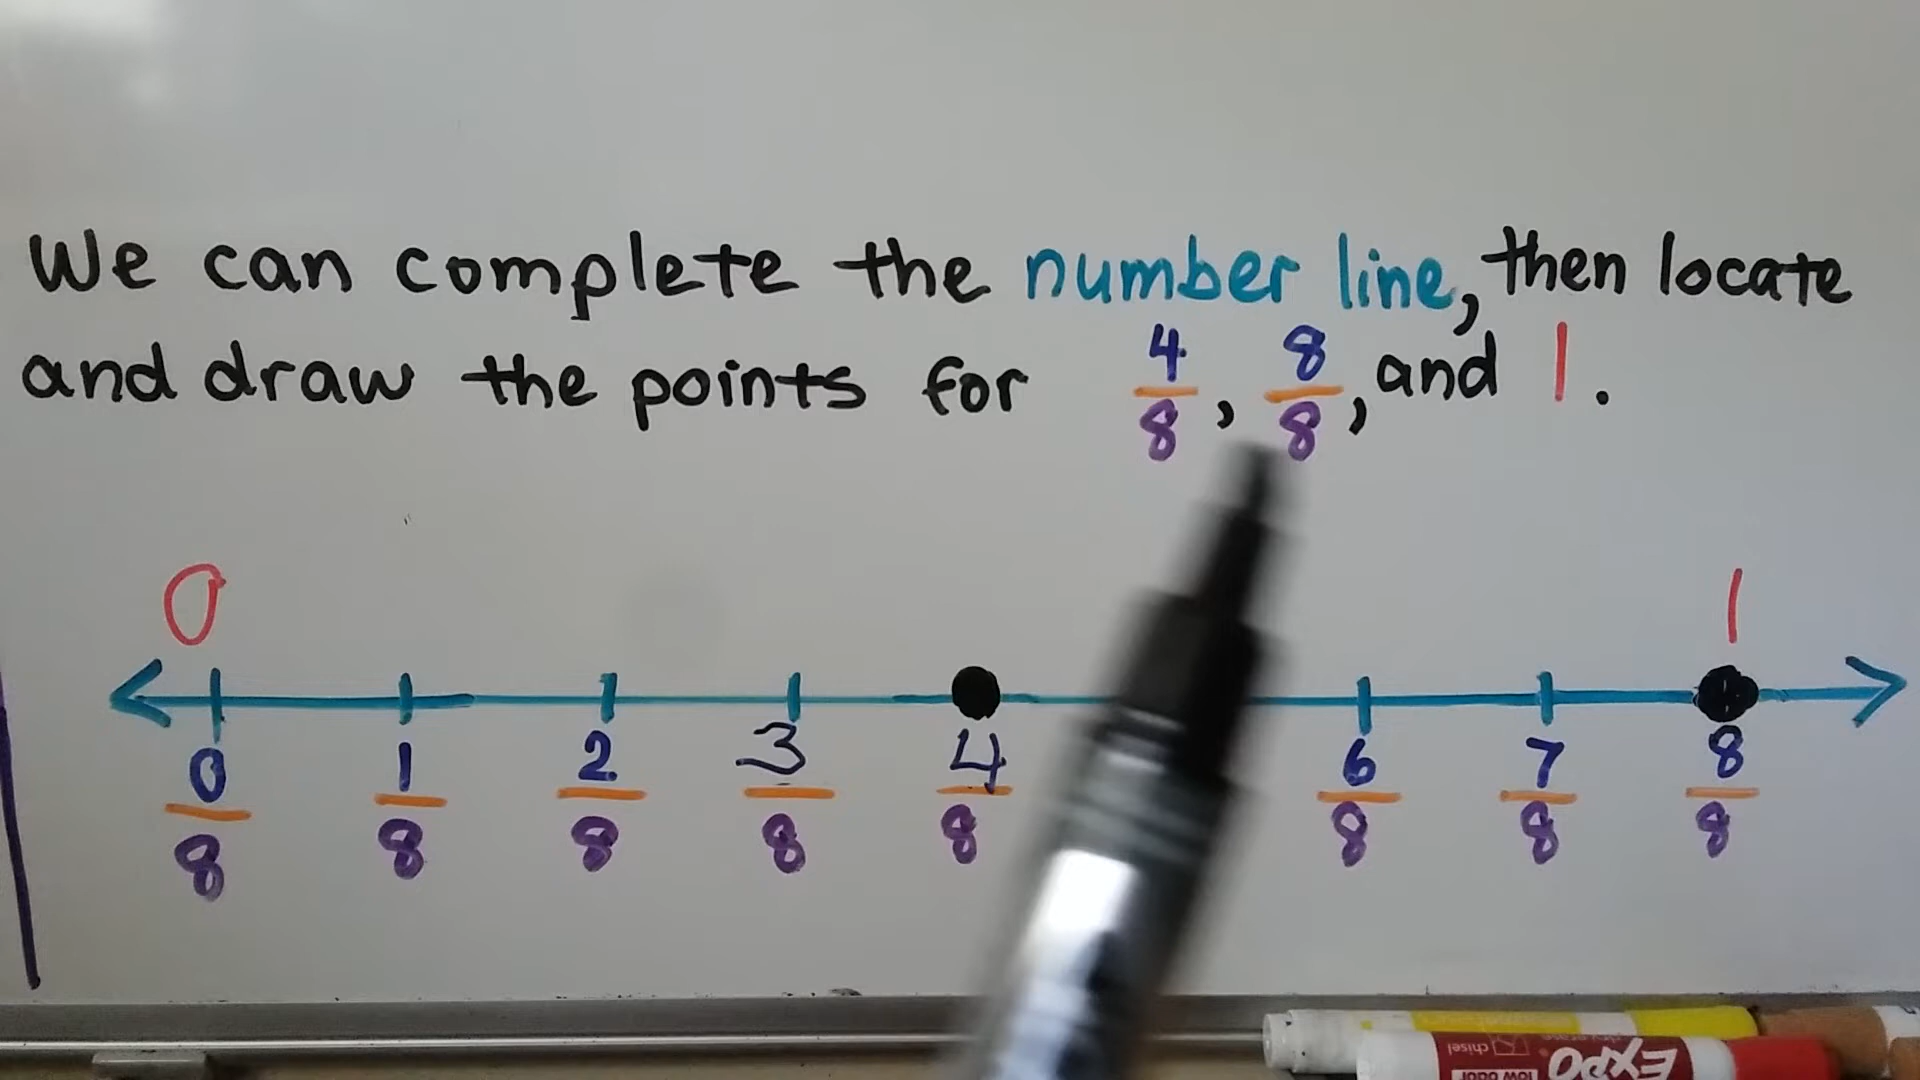 We can complete the number line, then locate
and draw the points for 4/8, 8/8, and 1.
0 1
0/8 1/8 2/8 3/8 4/8 6/8 7/8 8/8
chisel
low odor EXPO